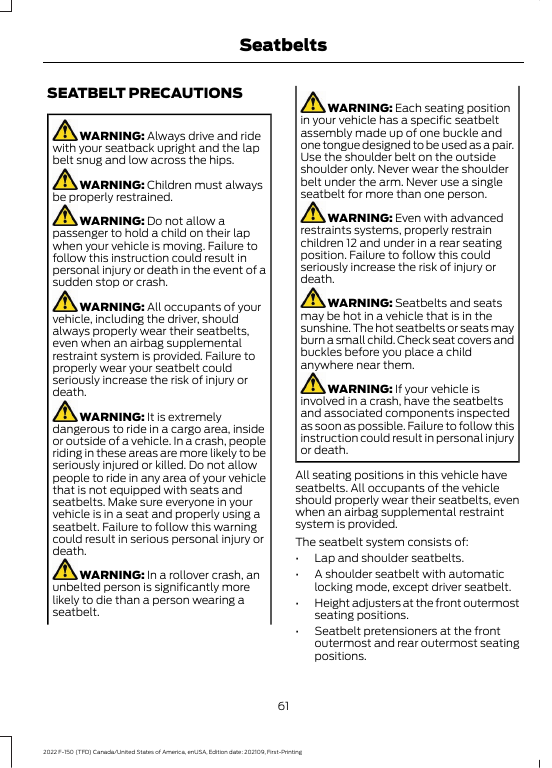 Seatbelts
SEATBELT PRECAUTIONS
WARNING: Always drive and ride
with your seatback upright and the lap
belt snug and low across the hips.
WARNING: Children must always
be properly restrained.
WARNING: Do not allow a
passenger to hold a child on their lap
when your vehicle is moving. Failure to
follow this instruction could result in
personal injury or death in the event of a
sudden stop or crash.
WARNING: All occupants of your
vehicle, including the driver, should
always properly wear their seatbelts,
even when an airbag supplemental
restraint system is provided. Failure to
properly wear your seatbelt could
seriously increase the risk of injury or
death.
WARNING: It is extremely
dangerous to ride in a cargo area, inside
or outside of a vehicle. In a crash, people
riding in these areas are more likely to be
seriously injured or killed. Do not allow
people to ride in any area of your vehicle
that is not equipped with seats and
seatbelts. Make sure everyone in your
vehicle is in a seat and properly using a
seatbelt. Failure to follow this warning
could result in serious personal injury or
death.
WARNING: In a rollover crash, an
unbelted person is significantly more
likely to die than a person wearing a
seatbelt.
WARNING: Each seating position
in your vehicle has a specific seatbelt
assembly made up of one buckle and
one tongue designed to be used as a pair.
Use the shoulder belt on the outside
shoulder only. Never wear the shoulder
belt under the arm. Never use a single
seatbelt for more than one person.
WARNING: Even with advanced
restraints systems, properly restrain
children 12 and under in a rear seating
position. Failure to follow this could
seriously increase the risk of injury or
death.
WARNING: Seatbelts and seats
may be hot in a vehicle that is in the
sunshine. The hot seatbelts or seats may
burn a small child. Check seat covers and
buckles before you place a child
anywhere near them.
WARNING: If your vehicle is
involved in a crash, have the seatbelts
and associated components inspected
as soon as possible. Failure to follow this
instruction could result in personal injury
or death.
All seating positions in this vehicle have
seatbelts. All occupants of the vehicle
should properly wear their seatbelts, even
when an airbag supplemental restraint
system is provided.
The seatbelt system consists of:
• Lap and shoulder seatbelts.
• A shoulder seatbelt with automatic
locking mode, except driver seatbelt.
• Height adjusters at the front outermost
seating positions.
• Seatbelt pretensioners at the front
outermost and rear outermost seating
positions.
61
2022 F-150 (TFD) Canada/United States of America, enUSA, Edition date: 202109, First-Printing